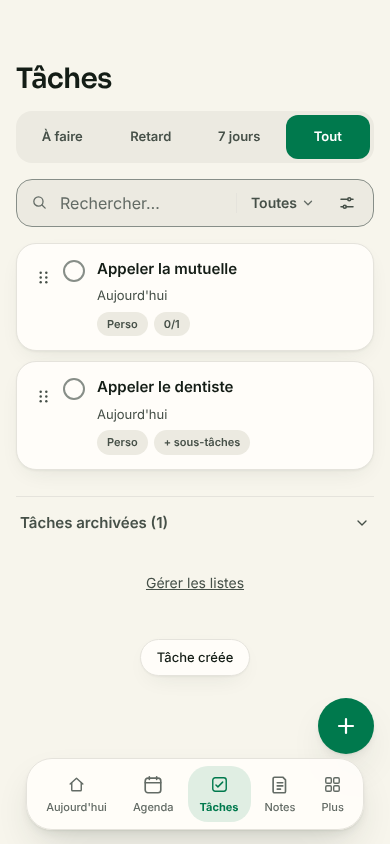 Tâches
À faire Retard 7 jours Tout
Rechercher... Toutes
Appeler la mutuelle
Aujourd'hui
Perso 0/1
Appeler le dentiste
Aujourd'hui
Perso + sous-tâches
Tâches archivées (1)
Gérer les listes
Tâche créée
Aujourd'hui Agenda Tâches Notes Plus